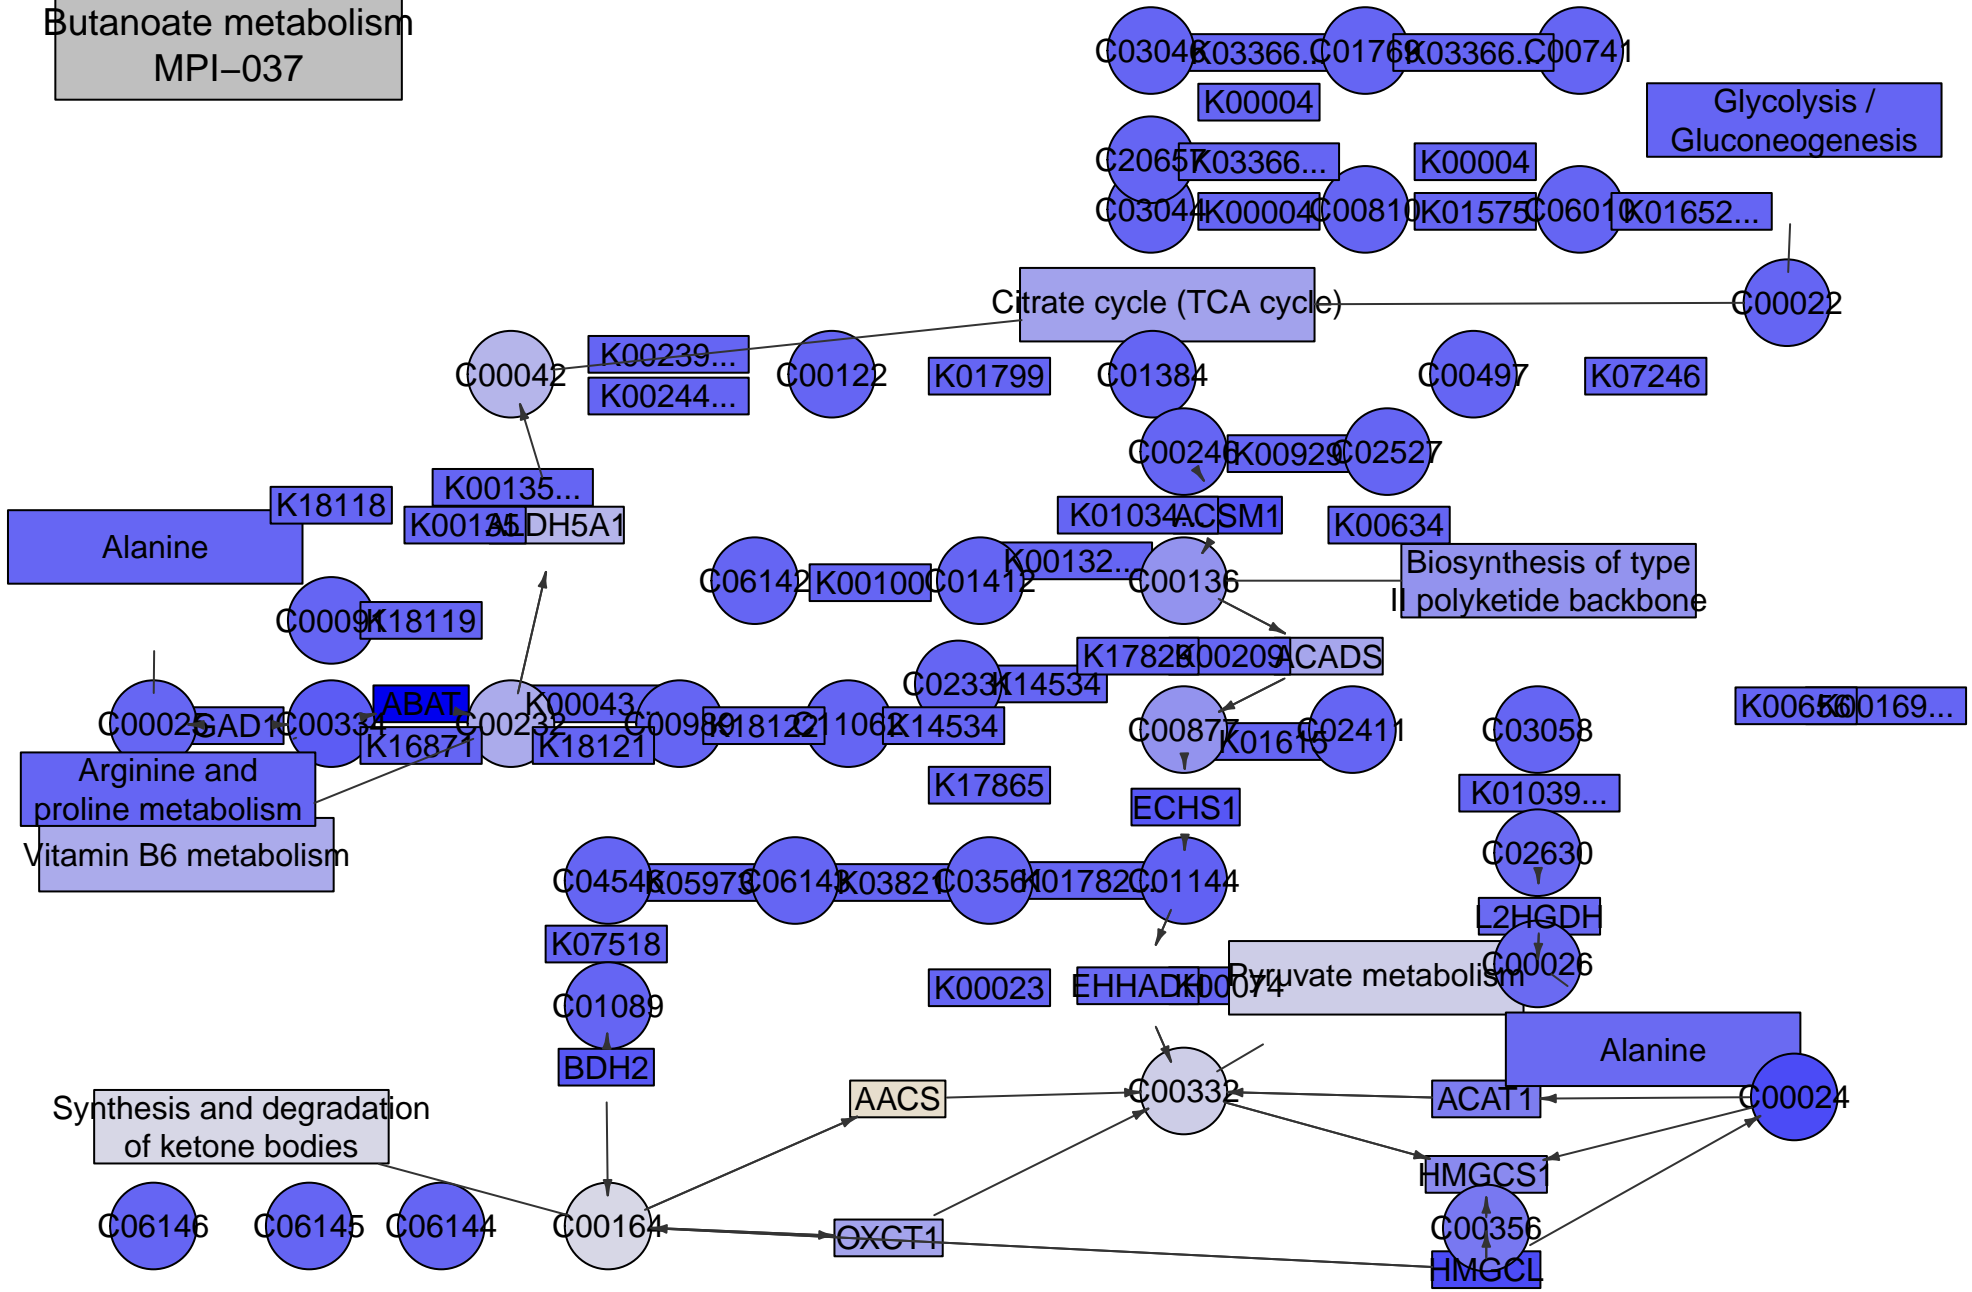 Butanoate metabolism
MPI−037
C03046
K03366...
C01769
K03366...
C00741
K00004
Glycolysis /
Gluconeogenesis
C20657
K03366...
K00004
C03044
K00004
C00810
K01575
C06010
K01652...
Citrate cycle (TCA cycle)
C00022
C00042
K00239...
K00244...
C00122
K01799
C01384
C00497
K07246
C00246
K00929
C02527
K18118
K00135...
K00135
ALDH5A1
K01034...
ACSM1
K00634
Alanine
C06142
K00100
C01412
K00132...
C00136
Biosynthesis of type
II polyketide backbone
C00091
K18119
K17829
K00209
ACADS
C02331
K14534
C00025
GAD1
C00334
ABAT
K16871
C00232
K00043...
K18121
C00989
K18122
C11062
K14534
C00877
K01615
C02411
C03058
K00656
K00169...
Arginine and
proline metabolism
K17865
ECHS1
K01039...
Vitamin B6 metabolism
C04546
K05973
C06143
K03821
C03561
K01782...
C01144
C02630
K07518
L2HGDH
C01089
K00023
EHHADH
K00074
Pyruvate metabolism
C00026
BDH2
Alanine
Synthesis and degradation
of ketone bodies
AACS
C00332
ACAT1
C00024
HMGCS1
C06146
C06145
C06144
C00164
OXCT1
C00356
HMGCL